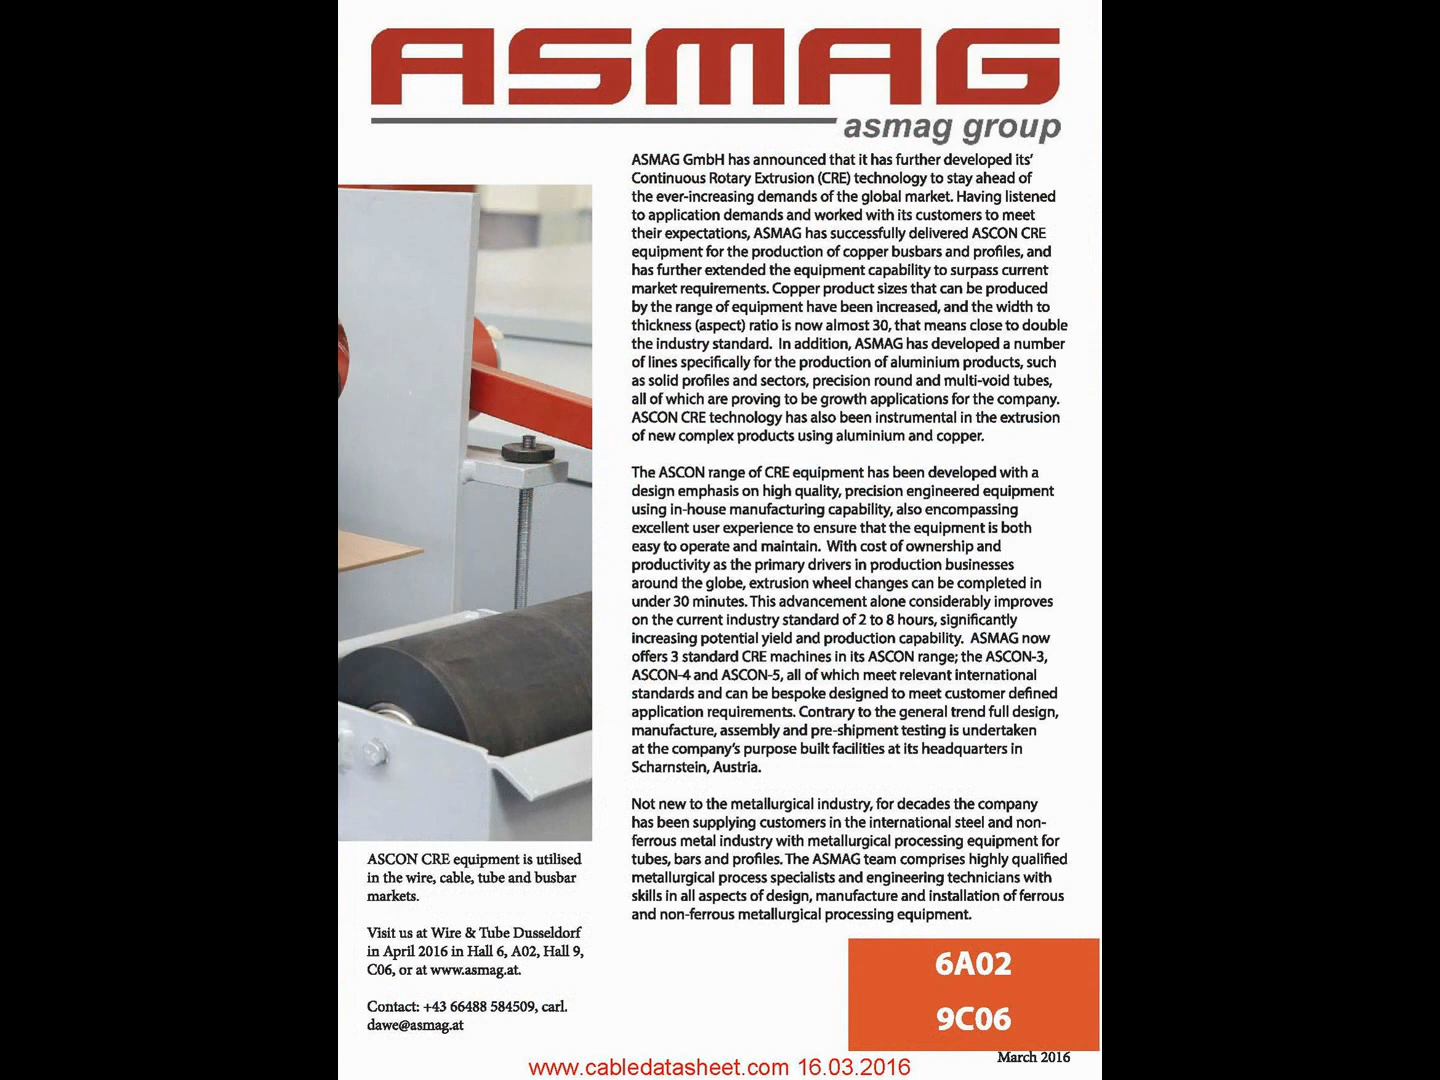 ASMAG
asmag group
ASMAG GmbH has announced that it has further developed its'
Continuous Rotary Extrusion (CRE) technology to stay ahead of
the ever-increasing demands of the global market. Having listened
to application demands and worked with its customers to meet
their expectations, ASMAG has successfully delivered ASCON CRE
equipment for the production of copper busbars and profiles, and
has further extended the equipment capability to surpass current
market requirements. Copper product sizes that can be produced
by the range of equipment have been increased, and the width to
thickness (aspect) ratio is now almost 30, that means close to double
the industry standard. In addition, ASMAG has developed a number
of lines specifically for the production of aluminium products, such
as solid profiles and sectors, precision round and multi-void tubes,
all of which are proving to be growth applications for the company.
ASCON CRE technology has also been instrumental in the extrusion
of new complex products using aluminium and copper.
The ASCON range of CRE equipment has been developed with a
design emphasis on high quality, precision engineered equipment
using in-house manufacturing capability, also encompassing
excellent user experience to ensure that the equipment is both
easy to operate and maintain. With cost of ownership and
productivity as the primary drivers in production businesses
around the globe, extrusion wheel changes can be completed in
under 30 minutes. This advancement alone considerably improves
on the current industry standard of 2 to 8 hours, significantly
increasing potential yield and production capability. ASMAG now
offers 3 standard CRE machines in its ASCON range; the ASCON-3,
ASCON-4 and ASCON-5, all of which meet relevant international
standards and can be bespoke designed to meet customer defined
application requirements. Contrary to the general trend full design,
manufacture, assembly and pre-shipment testing is undertaken
at the company's purpose built facilities at its headquarters in
Scharnstein, Austria.
Not new to the metallurgical industry, for decades the company
has been supplying customers in the international steel and non-
ferrous metal industry with metallurgical processing equipment for
tubes, bars and profiles. The ASMAG team comprises highly qualified
metallurgical process specialists and engineering technicians with
skills in all aspects of design, manufacture and installation of ferrous
and non-ferrous metallurgical processing equipment.
ASCON CRE equipment is utilised
in the wire, cable, tube and busbar
markets.
Visit us at Wire & Tube Dusseldorf
in April 2016 in Hall 6, A02, Hall 9,
C06, or at www.asmag.at.
Contact: +43 66488 584509, carl.
dawe@asmag.at
6A02
9C06
March 2016
www.cabledatasheet.com 16.03.2016